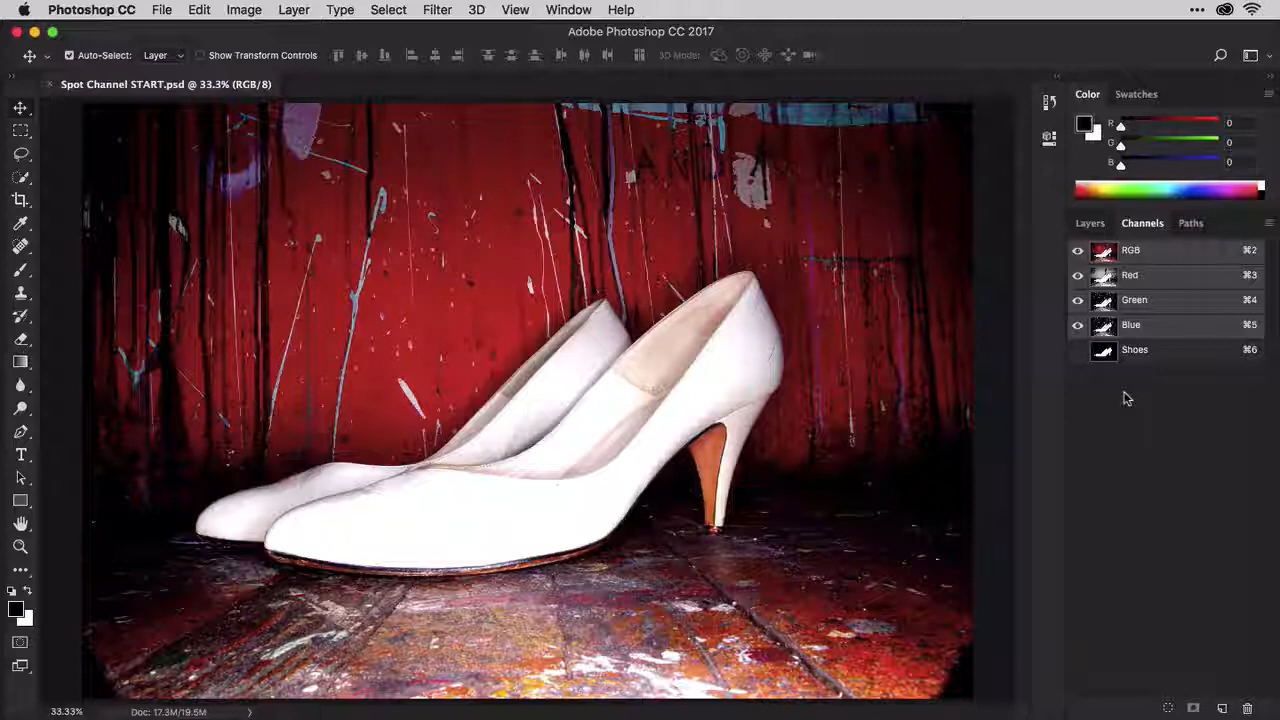 Photoshop CC File Edit Image Layer Type Select Filter 3D View Window Help
Adobe Photoshop CC 2017
Auto-Select: Layer Show Transform Controls 3D Mode:
Spot Channel START.psd @ 33.3% (RGB/8)
Color Swatches
R 0
G 0
B 0
Layers Channels Paths
RGB ⌘2
Red ⌘3
Green ⌘4
Blue ⌘5
Shoes ⌘6
33.33% Doc: 17.3M/19.5M